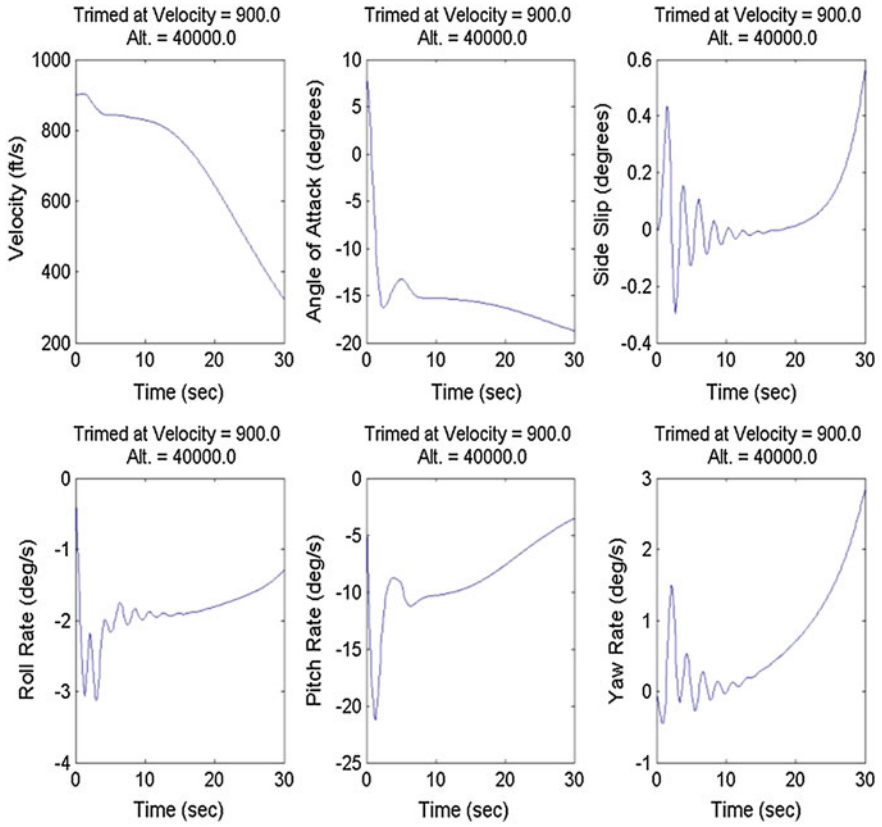 Trimed at Velocity = 900.0
Alt. = 40000.0
1000
800
600
400
200
0
10
20
30
Velocity (ft/s)
Time (sec)
Trimed at Velocity = 900.0
Alt. = 40000.0
10
5
0
-5
-10
-15
-20
0
10
20
30
Angle of Attack (degrees)
Time (sec)
Trimed at Velocity = 900.0
Alt. = 40000.0
0.6
0.4
0.2
0
-0.2
-0.4
0
10
20
30
Side Slip (degrees)
Time (sec)
Trimed at Velocity = 900.0
Alt. = 40000.0
0
-1
-2
-3
-4
0
10
20
30
Roll Rate (deg/s)
Time (sec)
Trimed at Velocity = 900.0
Alt. = 40000.0
0
-5
-10
-15
-20
-25
0
10
20
30
Pitch Rate (deg/s)
Time (sec)
Trimed at Velocity = 900.0
Alt. = 40000.0
3
2
1
0
-1
0
10
20
30
Yaw Rate (deg/s)
Time (sec)